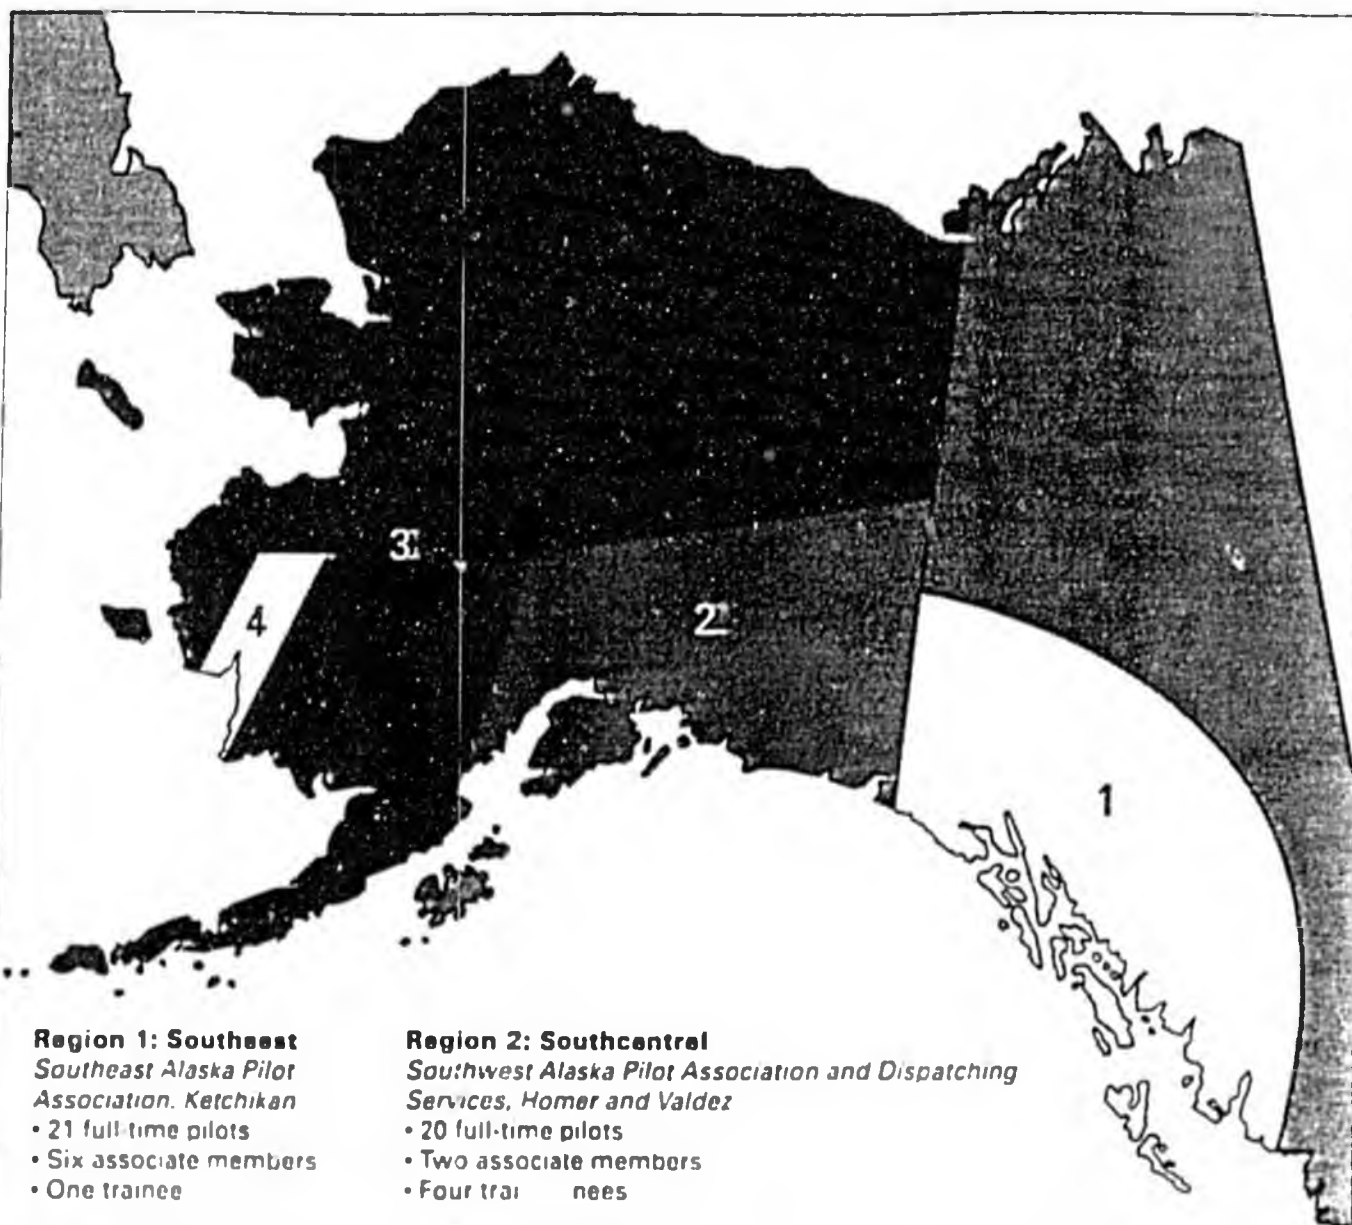 3
4
2
1
Region 1: Southeast
Southeast Alaska Pilot
Association, Ketchikan
• 21 full-time pilots
• Six associate members
• One trainee
Region 2: Southcentral
Southwest Alaska Pilot Association and Dispatching
Services, Homer and Valdez
• 20 full-time pilots
• Two associate members
• Four trai nees